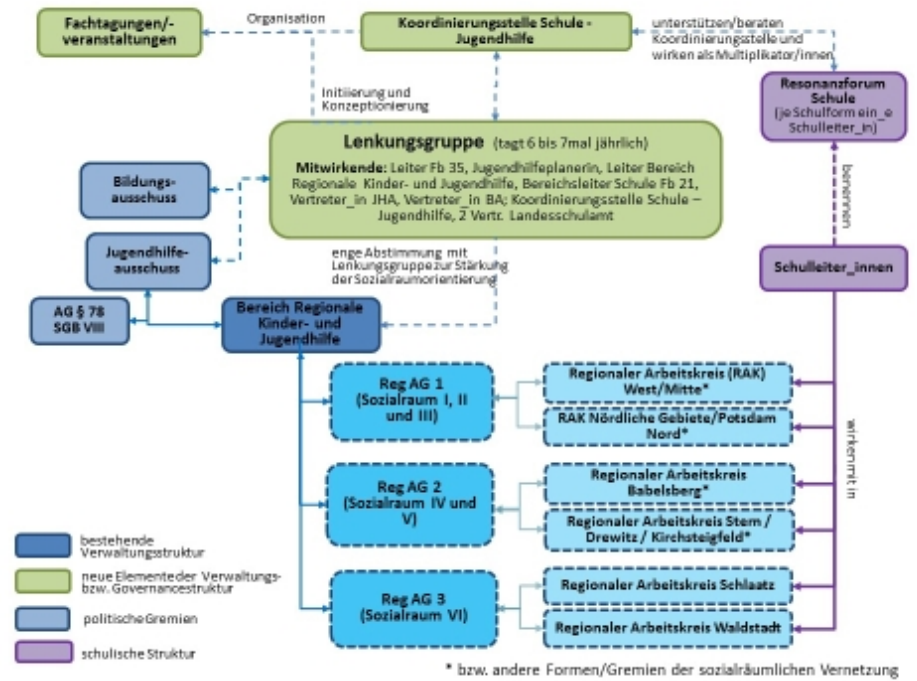 Fachtagungen/-
veranstaltungen
Organisation
Koordinierungsstelle Schule -
Jugendhilfe
unterstützen/beraten
Koordinierungsstelle und
wirken als Multiplikator/innen
Initiierung und
Konzeptionierung
Resonanzforum
Schule
(je Schulform ein_e
Schulleiter_in)
Lenkungsgruppe (tagt 6 bis 7mal jährlich)
Mitwirkende: Leiter Fb 35, Jugendhilfeplanerin, Leiter Bereich
Regionale Kinder- und Jugendhilfe, Bereichsleiter Schule Fb 21,
Vertreter_in JHA, Vertreter_in BA; Koordinierungsstelle Schule –
Jugendhilfe, 2 Vertr. Landesschulamt
Bildungs-
ausschuss
benennen
Jugendhilfe-
ausschuss
enge Abstimmung mit
Lenkungsgruppe zur Stärkung
der Sozialraumorientierung
Schulleiter_innen
AG § 78
SGB VIII
Bereich Regionale
Kinder- und
Jugendhilfe
Reg AG 1
(Sozialraum I, II
und III)
Regionaler Arbeitskreis (RAK)
West/Mitte*
RAK Nördliche Gebiete/Potsdam
Nord*
wirken mit in
Reg AG 2
(Sozialraum IV und
V)
Regionaler Arbeitskreis
Babelsberg*
Regionaler Arbeitskreis Stern /
Drewitz / Kirchsteigfeld*
Reg AG 3
(Sozialraum VI)
Regionaler Arbeitskreis Schlaatz
Regionaler Arbeitskreis Waldstadt
bestehende
Verwaltungsstruktur
neue Elemente der Verwaltungs-
bzw. Governancestruktur
politische Gremien
schulische Struktur
* bzw. andere Formen/Gremien der sozialräumlichen Vernetzung